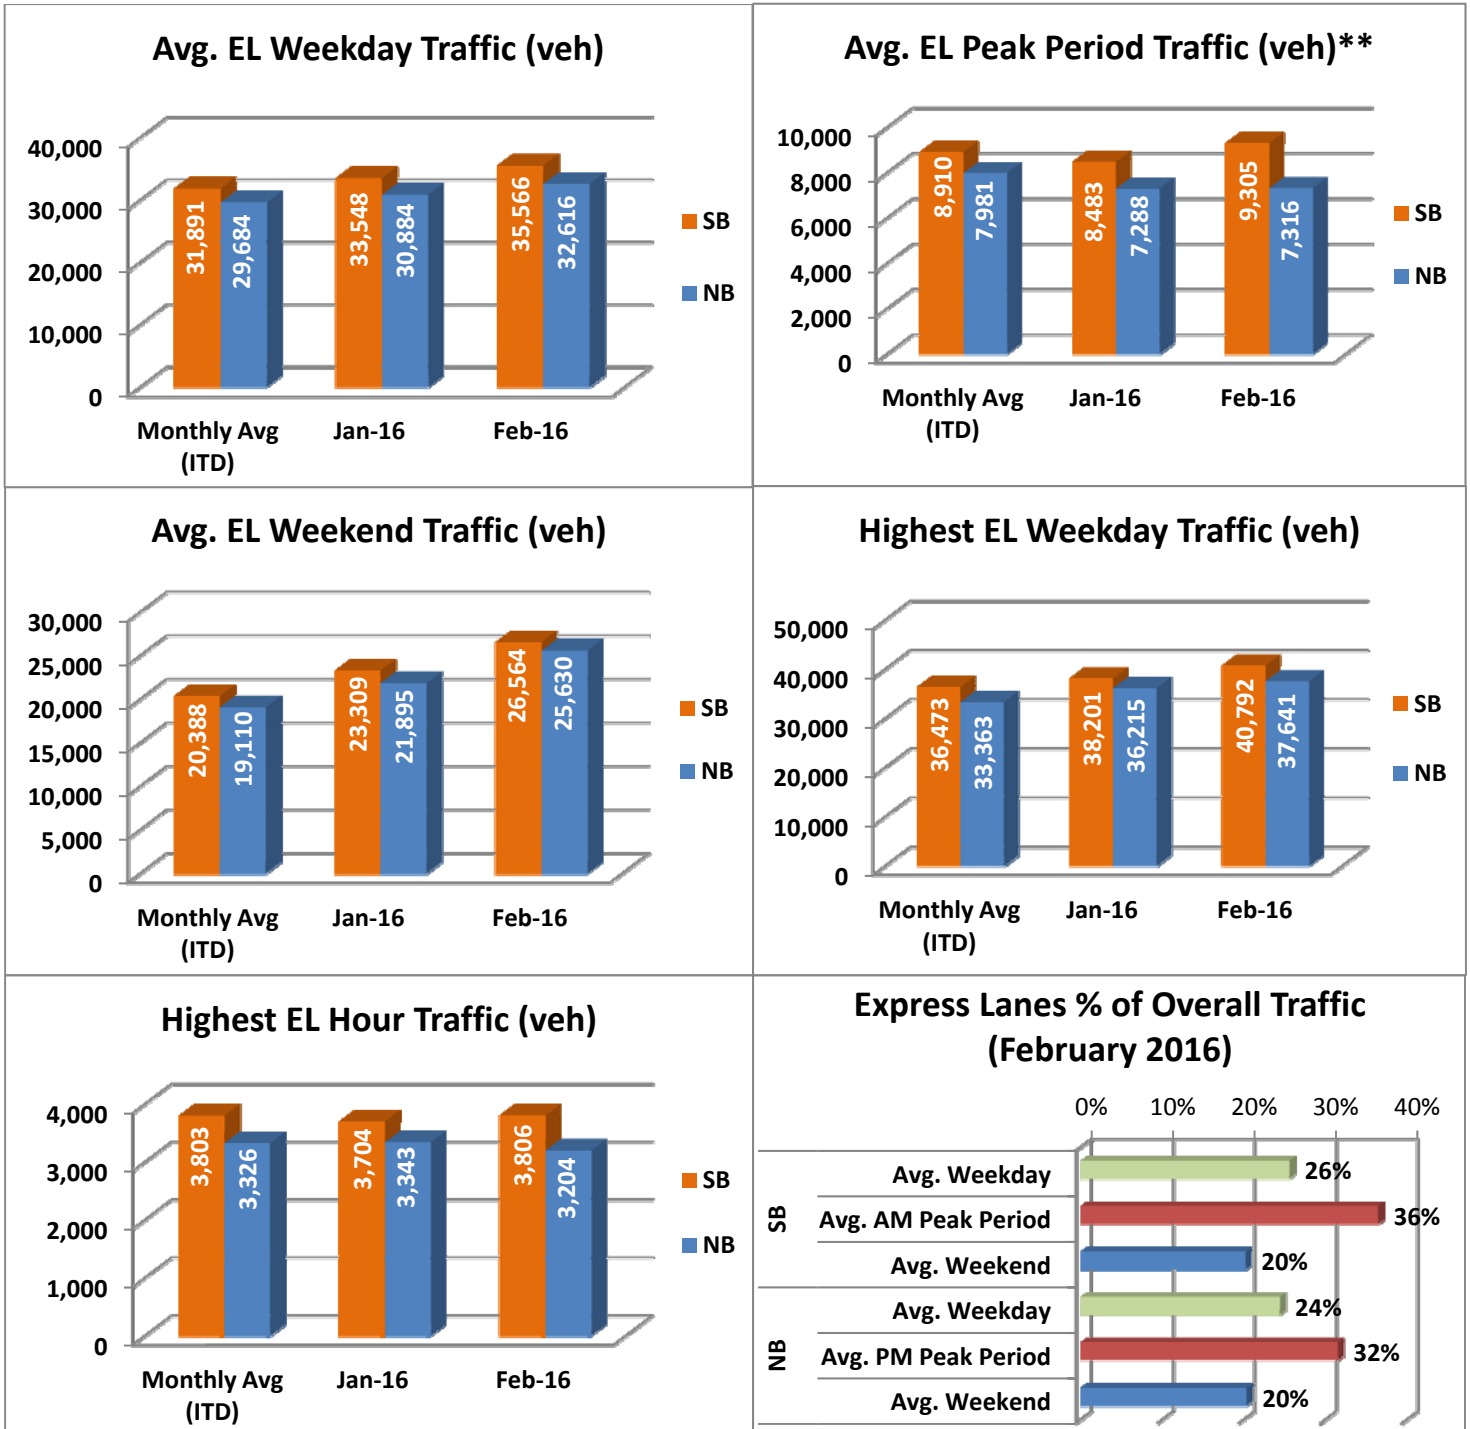 Avg. EL Weekday Traffic (veh)
40,000
30,000
20,000
10,000
0
31,891
29,684
33,548
30,884
35,566
32,616
Monthly Avg
(ITD)
Jan-16
Feb-16
SB
NB
Avg. EL Peak Period Traffic (veh)**
10,000
8,000
6,000
4,000
2,000
0
8,910
7,981
8,483
7,288
9,305
7,316
Monthly Avg
(ITD)
Jan-16
Feb-16
SB
NB
Avg. EL Weekend Traffic (veh)
30,000
25,000
20,000
15,000
10,000
5,000
0
20,388
19,110
23,309
21,895
26,564
25,630
Monthly Avg
(ITD)
Jan-16
Feb-16
SB
NB
Highest EL Weekday Traffic (veh)
50,000
40,000
30,000
20,000
10,000
0
36,473
33,363
38,201
36,215
40,792
37,641
Monthly Avg
(ITD)
Jan-16
Feb-16
SB
NB
Highest EL Hour Traffic (veh)
4,000
3,000
2,000
1,000
0
3,803
3,326
3,704
3,343
3,806
3,204
Monthly Avg
(ITD)
Jan-16
Feb-16
SB
NB
Express Lanes % of Overall Traffic
(February 2016)
0% 10% 20% 30% 40%
SB
Avg. Weekday 26%
Avg. AM Peak Period 36%
Avg. Weekend 20%
NB
Avg. Weekday 24%
Avg. PM Peak Period 32%
Avg. Weekend 20%